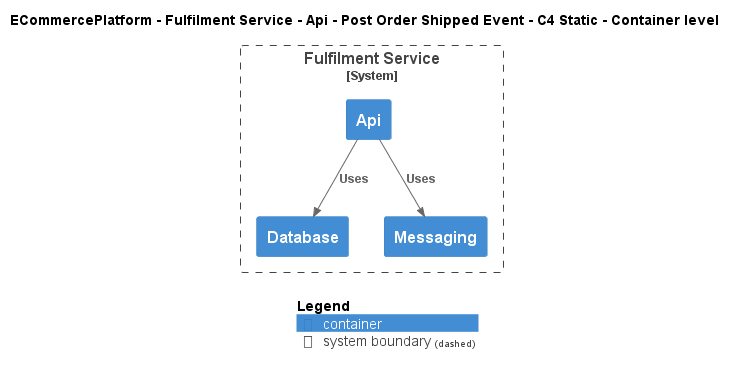 ECommercePlatform - Fulfilment Service - Api - Post Order Shipped Event - C4 Static - Container level
Fulfilment Service
[System]
Api
Uses Uses
Database Messaging
Legend
container
system boundary (dashed)